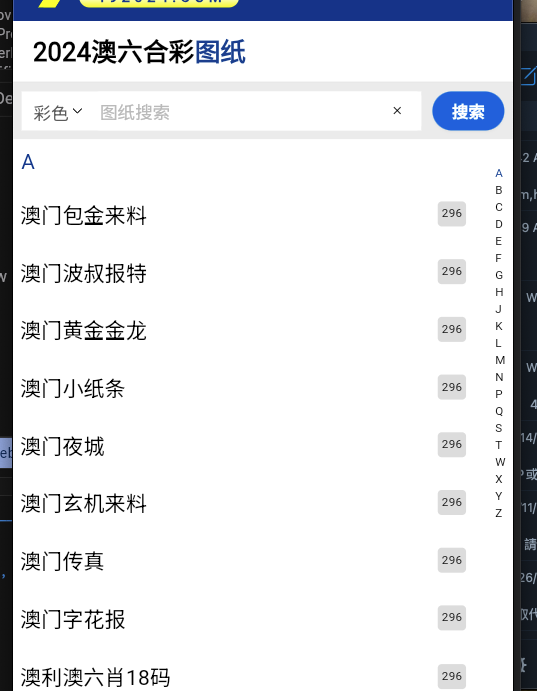 2024澳六合彩图纸
彩色
图纸搜索
×
搜索
A
澳门包金来料 296
澳门波叔报特 296
澳门黄金金龙 296
澳门小纸条 296
澳门夜城 296
澳门玄机来料 296
澳门传真 296
澳门字花报 296
澳利澳六肖18码 296
A
B
C
D
E
F
G
H
J
K
L
M
N
P
Q
S
T
W
X
Y
Z